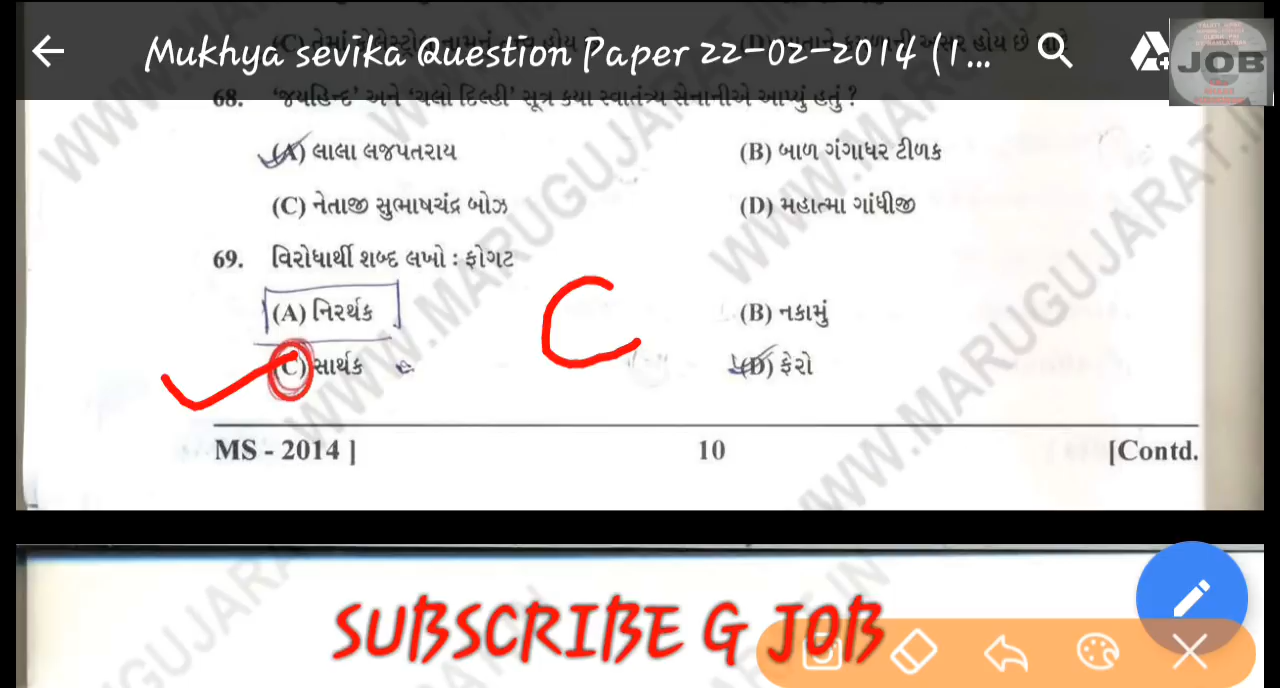 Mukhya sevika Question Paper 22-02-2014 (T...
JOB
68. 'જયહિન્દ' અને 'ચલો દિલ્હી' સૂત્ર કયા સ્વાતંત્ર્ય સેનાનીએ આપ્યું હતું ?
(A) લાલા લજપતરાય (B) બાળ ગંગાધર ટીળક
(C) નેતાજી સુભાષચંદ્ર બોઝ (D) મહાત્મા ગાંધીજી
69. વિરોધાર્થી શબ્દ લખો : ફોગટ
(A) નિરર્થક (B) નકામું
C
(C) સાર્થક (D) ફેરો
MS - 2014 ] 10 [Contd.
SUBSCRIBE G JOB